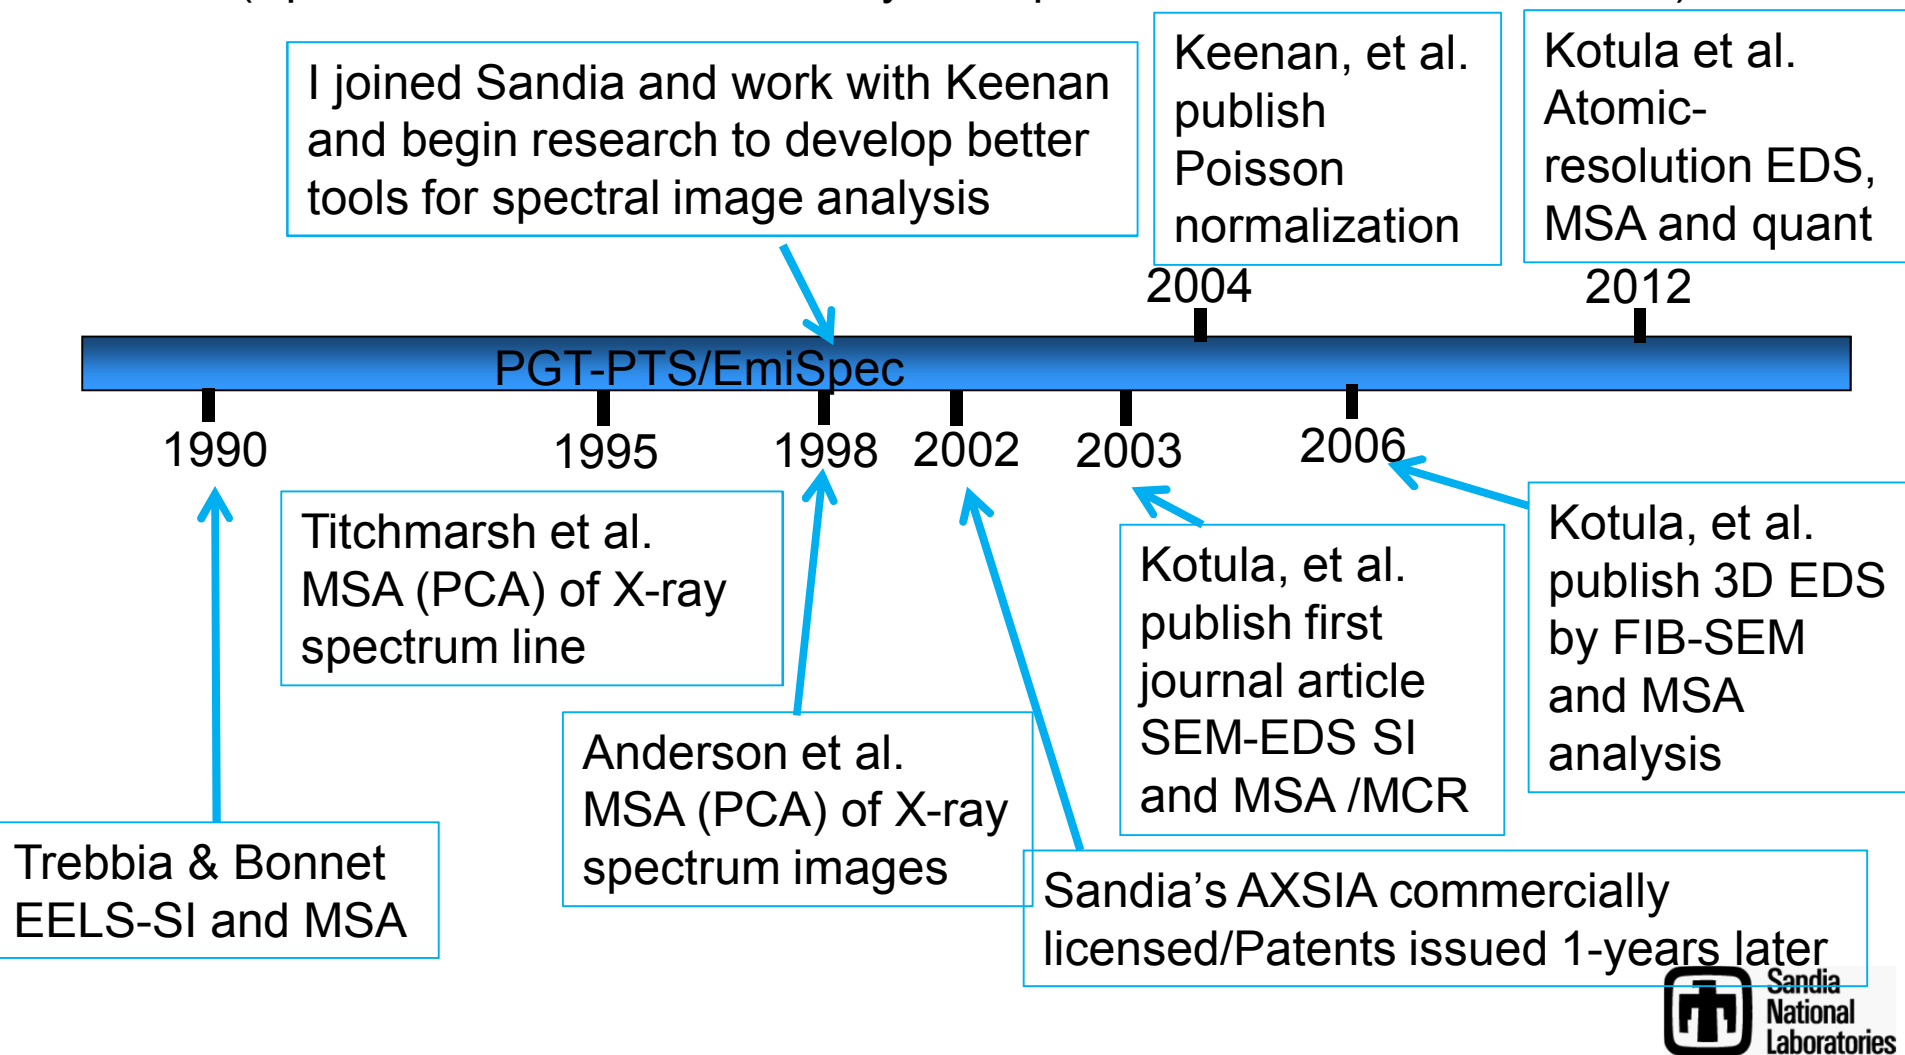 I joined Sandia and work with Keenan
and begin research to develop better
tools for spectral image analysis
Keenan, et al.
publish
Poisson
normalization
Kotula et al.
Atomic-
resolution EDS,
MSA and quant
2004
2012
PGT-PTS/EmiSpec
1990
1995
1998
2002
2003
2006
Titchmarsh et al.
MSA (PCA) of X-ray
spectrum line
Kotula, et al.
publish first
journal article
SEM-EDS SI
and MSA /MCR
Kotula, et al.
publish 3D EDS
by FIB-SEM
and MSA
analysis
Anderson et al.
MSA (PCA) of X-ray
spectrum images
Trebbia & Bonnet
EELS-SI and MSA
Sandia’s AXSIA commercially
licensed/Patents issued 1-years later
Sandia
National
Laboratories